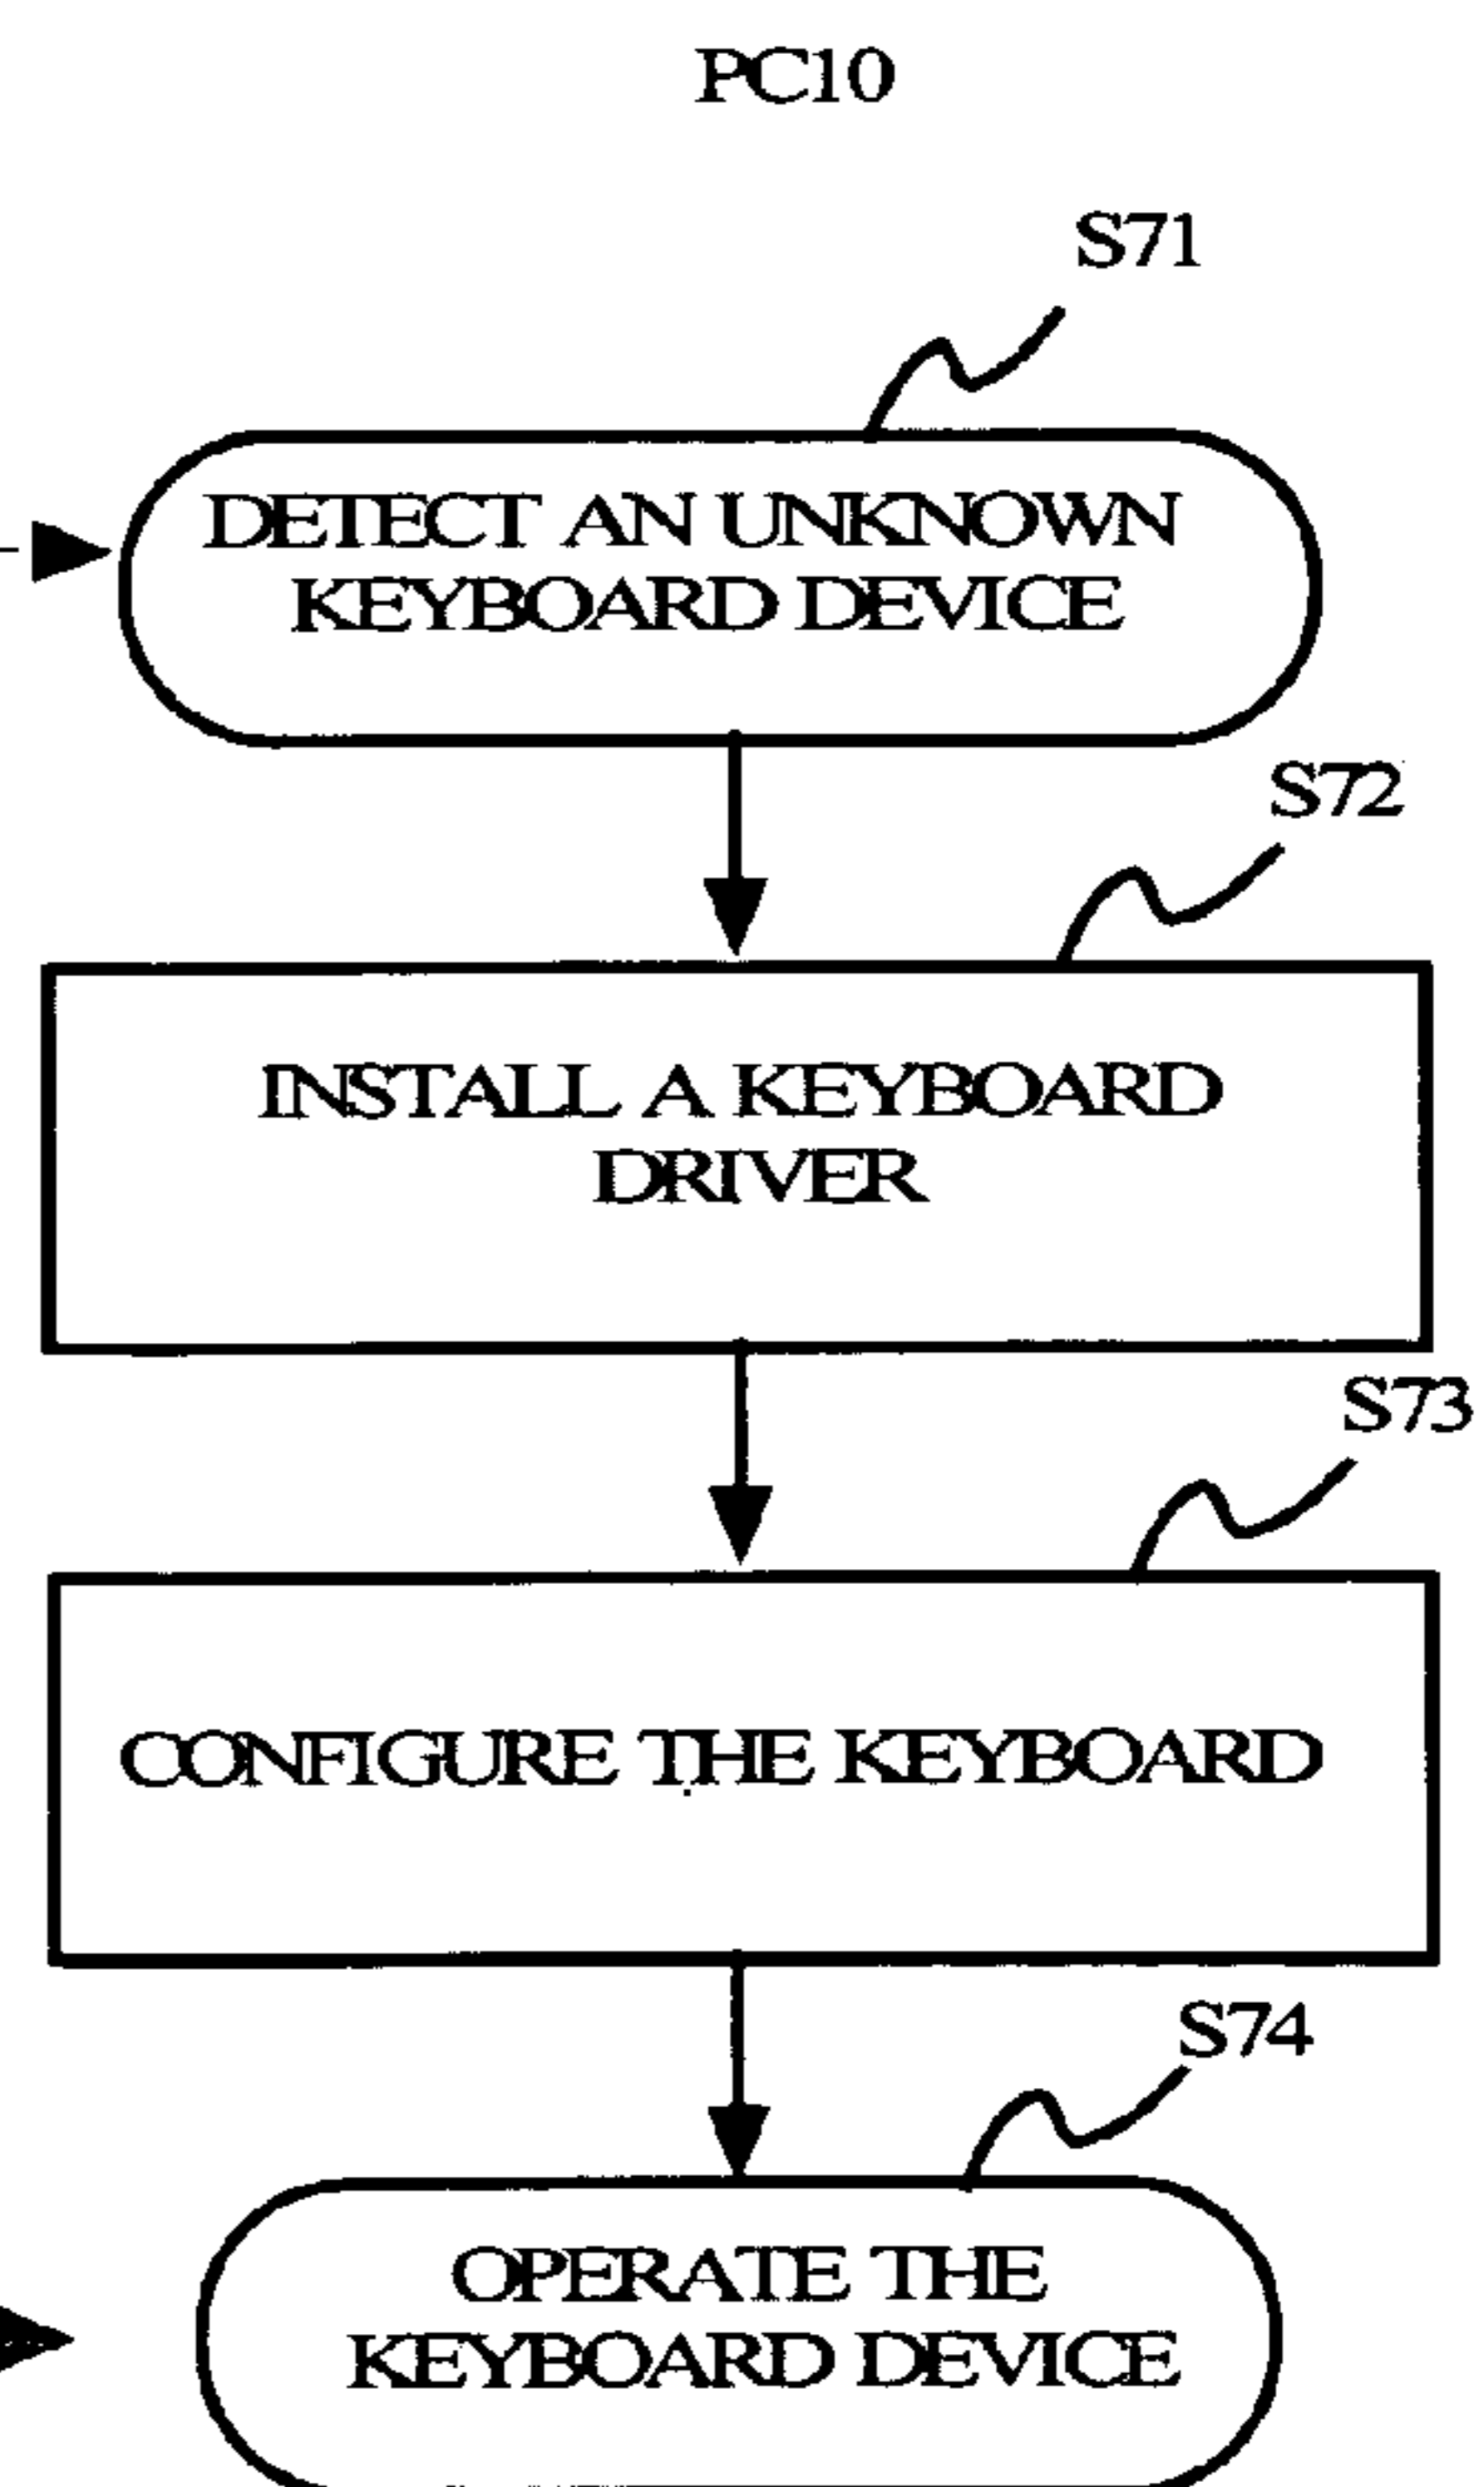 PC10
S71
DETECT AN UNKNOWN
KEYBOARD DEVICE
S72
INSTALL A KEYBOARD
DRIVER
S73
CONFIGURE THE KEYBOARD
S74
OPERATE THE
KEYBOARD DEVICE